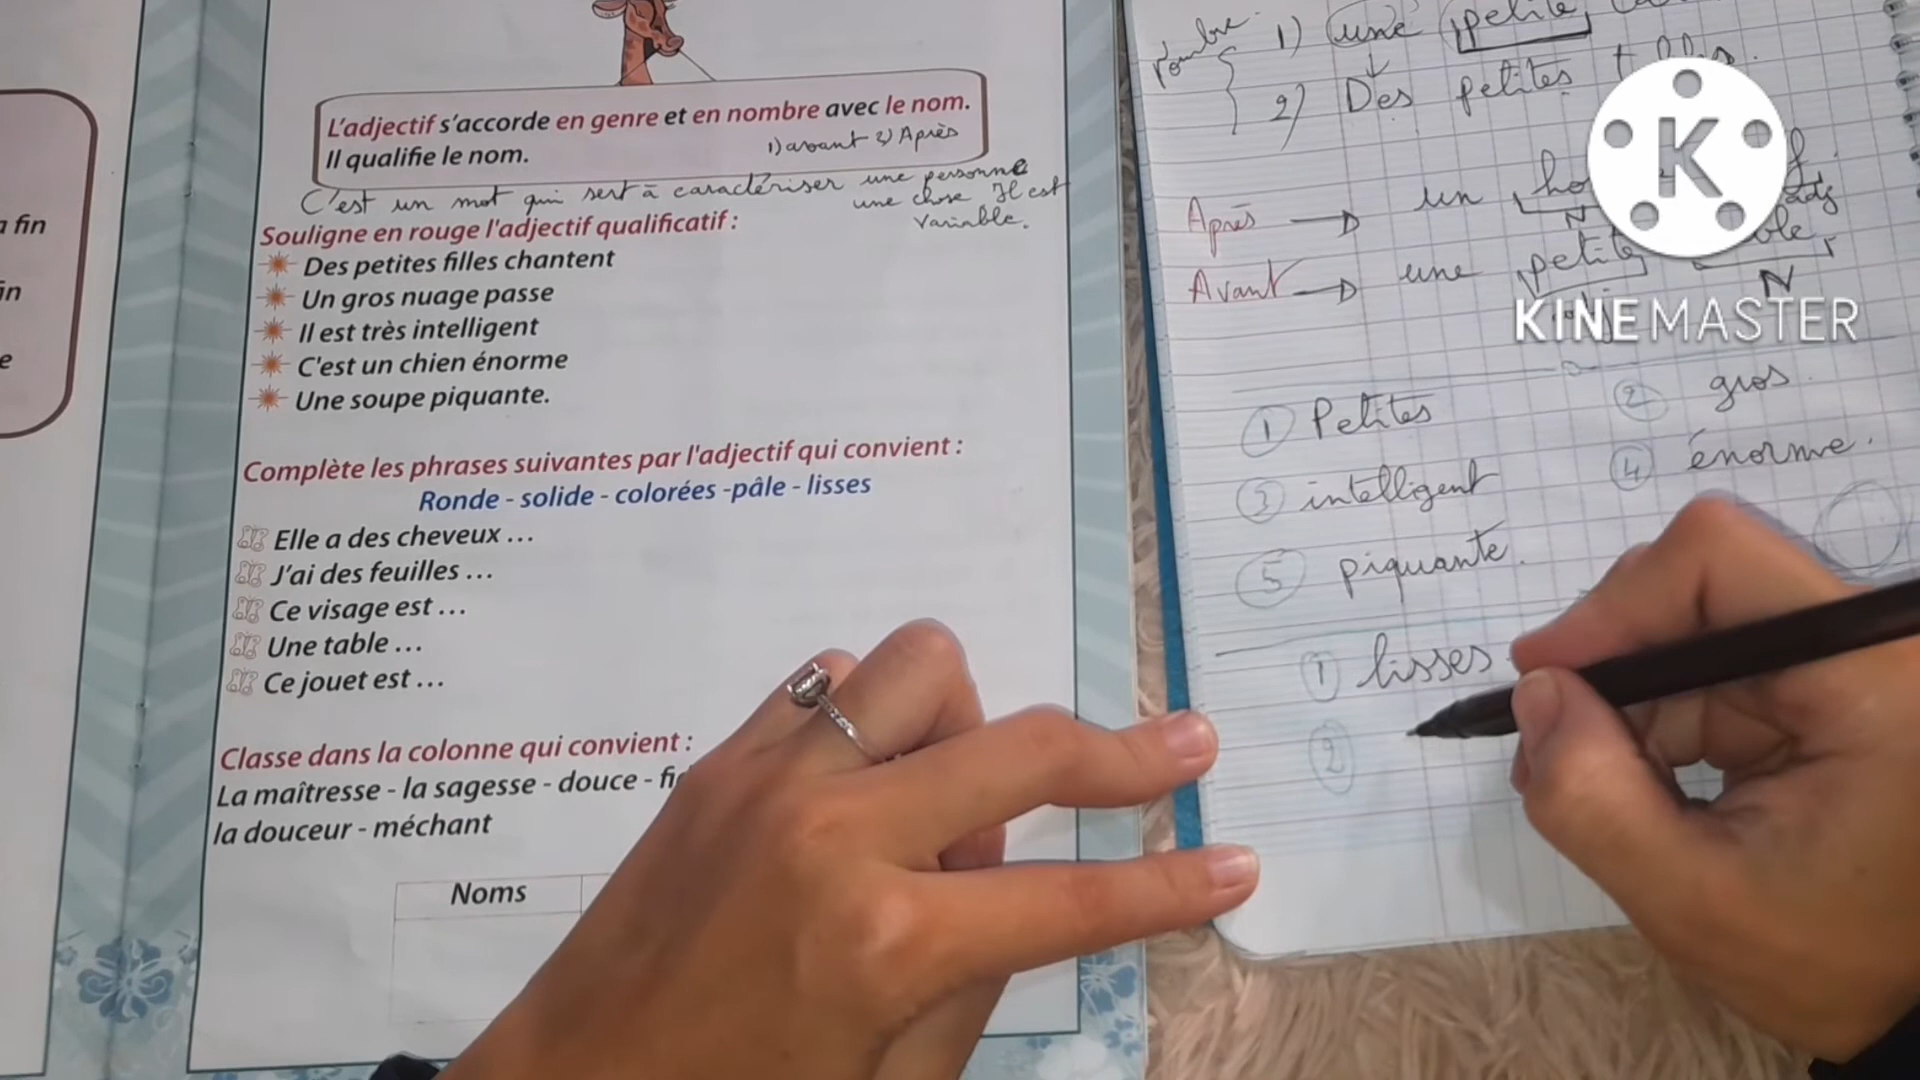 a fin
in
e
L'adjectif s'accorde en genre et en nombre avec le nom.
Il qualifie le nom.
1) avant 2) Après
C'est un mot qui sert à caractériser une personne
une chose Il est
variable.
Souligne en rouge l'adjectif qualificatif :
Des petites filles chantent
Un gros nuage passe
Il est très intelligent
C'est un chien énorme
Une soupe piquante.
Complète les phrases suivantes par l'adjectif qui convient :
Ronde - solide - colorées -pâle - lisses
Elle a des cheveux ...
J'ai des feuilles ...
Ce visage est ...
Une table ...
Ce jouet est ...
Classe dans la colonne qui convient :
La maîtresse - la sagesse - douce -
la douceur - méchant
Noms
1) une petite
2) Des petites
Après un
N adj
Avant une petite
N
K
KINEMASTER
1 Petites 2 gros.
3 intelligent 4 énorme.
5 piquante.
1 lisses
2